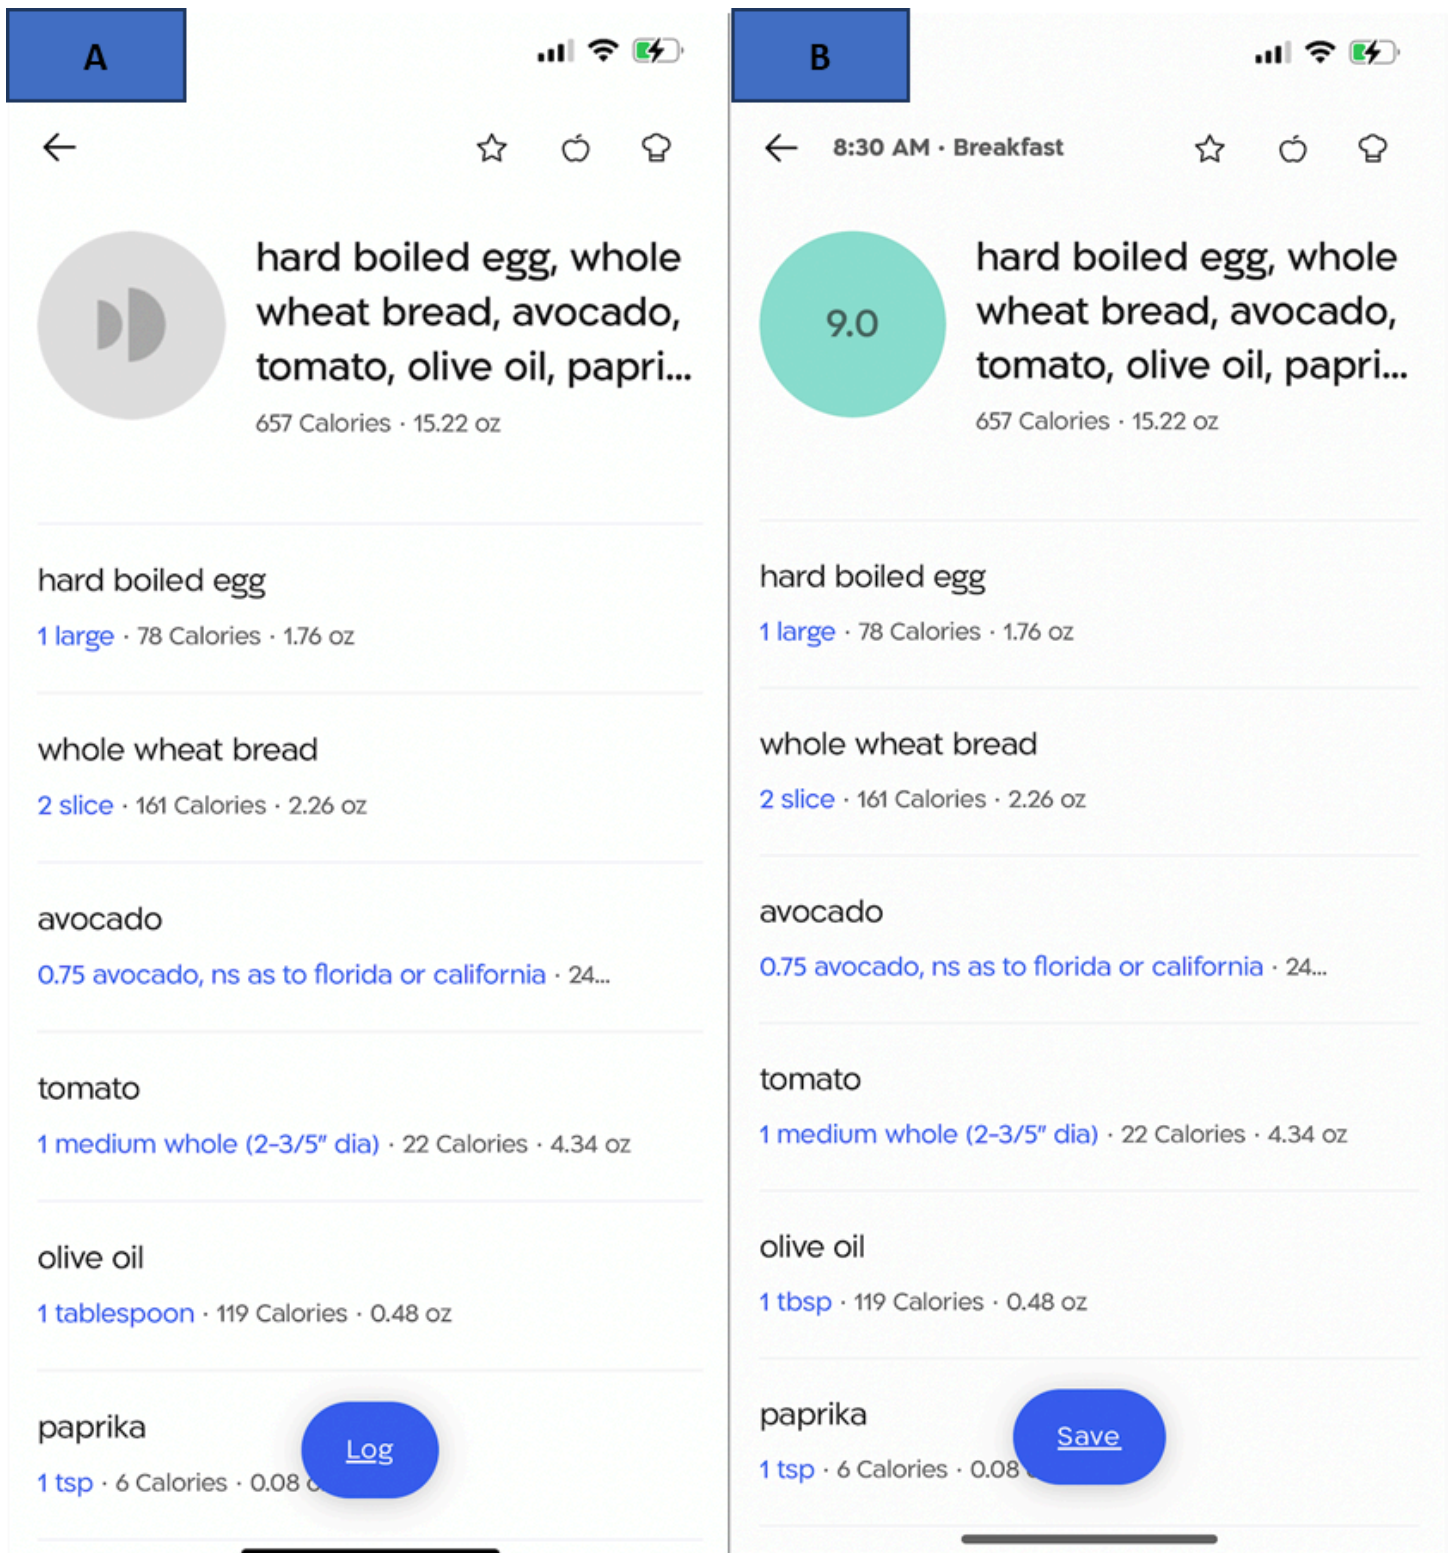 A
hard boiled egg, whole
wheat bread, avocado,
tomato, olive oil, papri...
657 Calories · 15.22 oz
hard boiled egg
1 large · 78 Calories · 1.76 oz
whole wheat bread
2 slice · 161 Calories · 2.26 oz
avocado
0.75 avocado, ns as to florida or california · 24...
tomato
1 medium whole (2-3/5" dia) · 22 Calories · 4.34 oz
olive oil
1 tablespoon · 119 Calories · 0.48 oz
paprika
1 tsp · 6 Calories · 0.08
Log
B
8:30 AM · Breakfast
9.0
hard boiled egg, whole
wheat bread, avocado,
tomato, olive oil, papri...
657 Calories · 15.22 oz
hard boiled egg
1 large · 78 Calories · 1.76 oz
whole wheat bread
2 slice · 161 Calories · 2.26 oz
avocado
0.75 avocado, ns as to florida or california · 24...
tomato
1 medium whole (2-3/5" dia) · 22 Calories · 4.34 oz
olive oil
1 tbsp · 119 Calories · 0.48 oz
paprika
1 tsp · 6 Calories · 0.08
Save